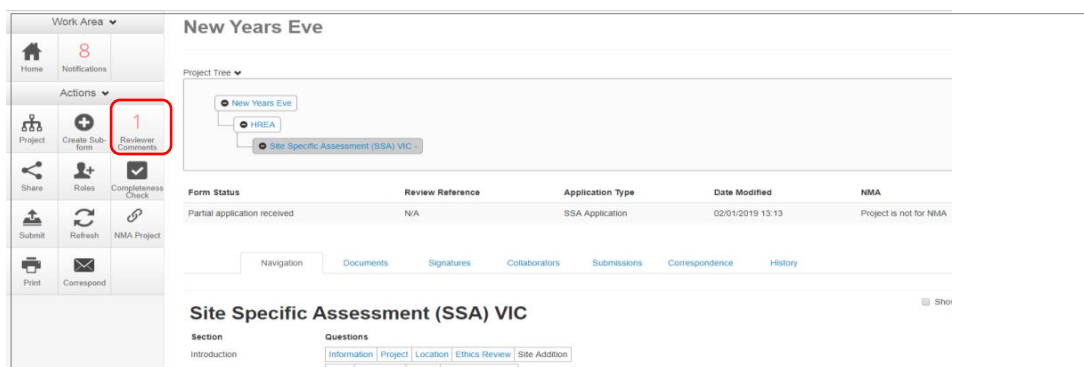 Work Area
Home
8
Notifications
Actions
Project
Create Sub-
form
1
Reviewer
Comments
Share
Roles
Completeness
Check
Submit
Refresh
NMA Project
Print
Correspond
New Years Eve
Project Tree
New Years Eve
HREA
Site Specific Assessment (SSA) VIC -
Form Status Review Reference Application Type Date Modified NMA
Partial application received N/A SSA Application 02/01/2019 13:13 Project is not for NMA
Navigation Documents Signatures Collaborators Submissions Correspondence History
Site Specific Assessment (SSA) VIC
Section Questions
Introduction Information Project Location Ethics Review Site Addition